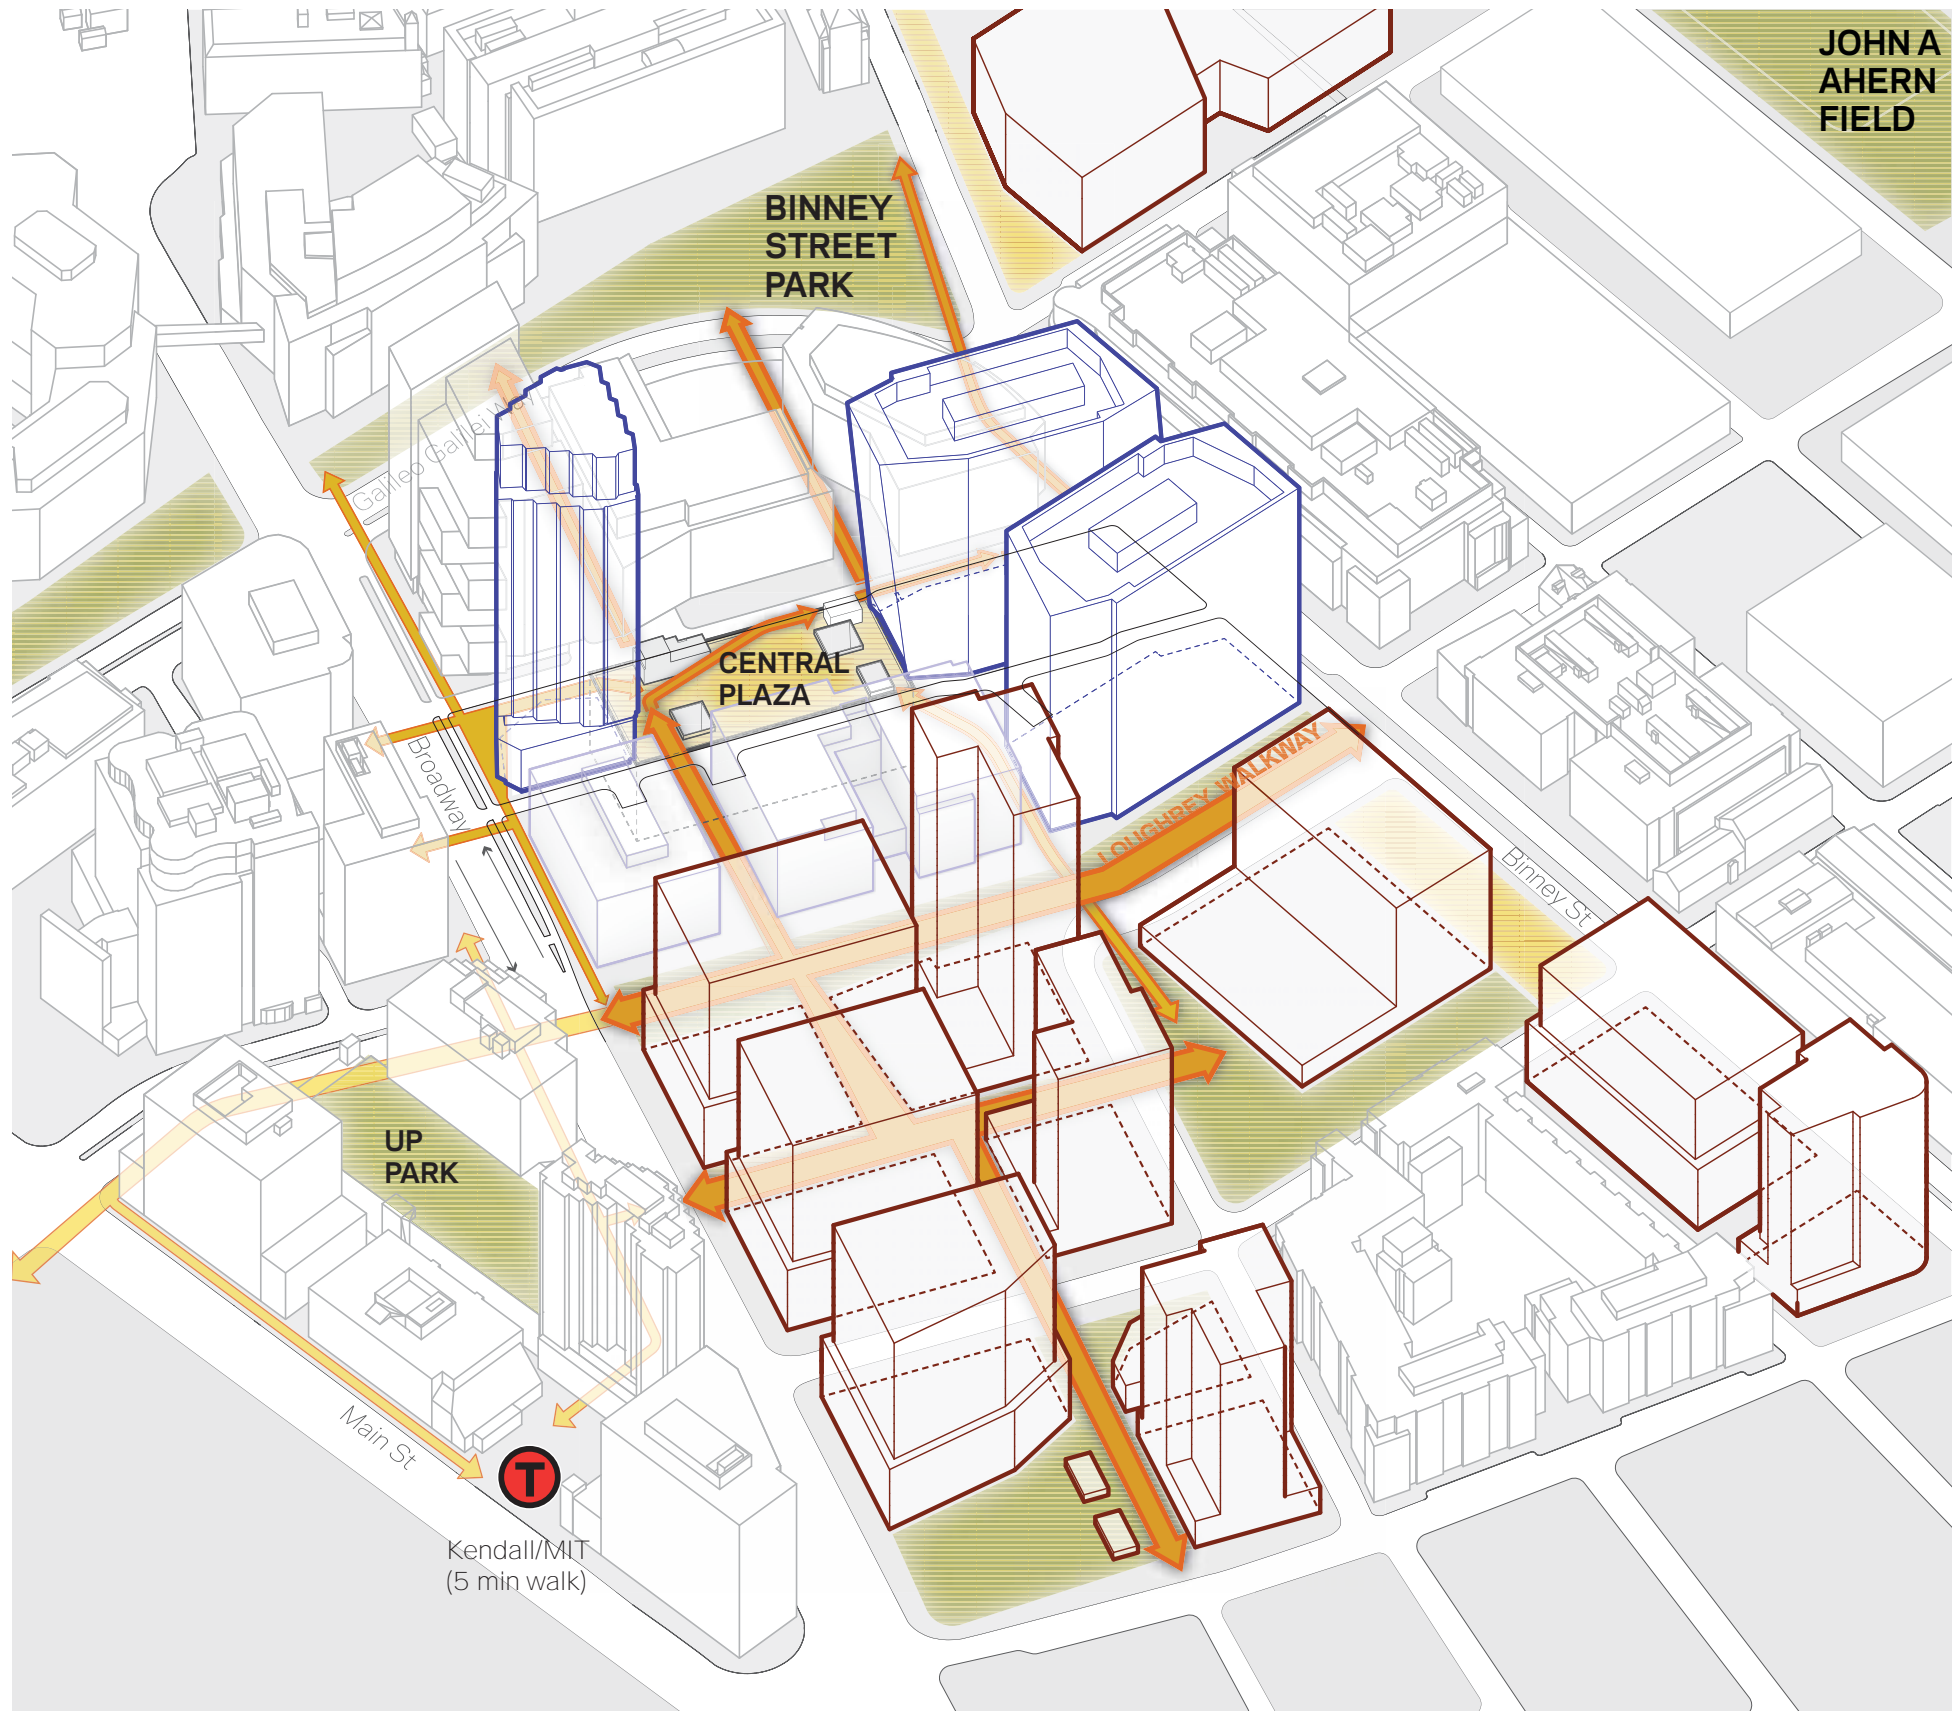 JOHN A
AHERN
FIELD
BINNEY
STREET
PARK
Galileo Galilei Way
CENTRAL
PLAZA
Broadway
LOUGHREY WALKWAY
Binney St
UP
PARK
Main St
T
Kendall/MIT
(5 min walk)